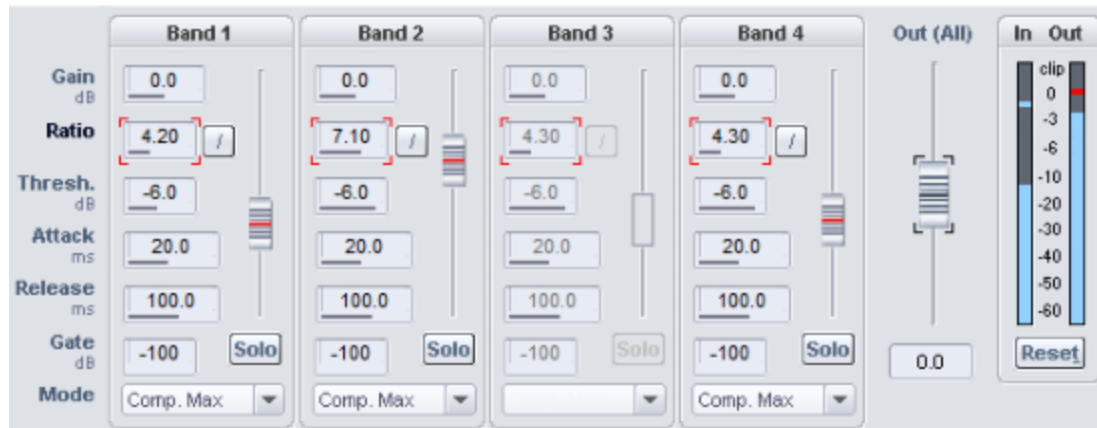 Band 1 Band 2 Band 3 Band 4 Out (All) In Out
Gain 0.0 0.0 0.0 0.0 clip
dB 0
Ratio 4.20 / 7.10 / 4.30 / 4.30 / -3
-6
Thresh. -6.0 -6.0 -6.0 -6.0 -10
dB -20
Attack 20.0 20.0 20.0 20.0 -30
ms -40
Release 100.0 100.0 100.0 100.0 -50
ms -60
Gate -100 Solo -100 Solo -100 Solo -100 Solo 0.0 Reset
dB
Mode Comp. Max Comp. Max Comp. Max